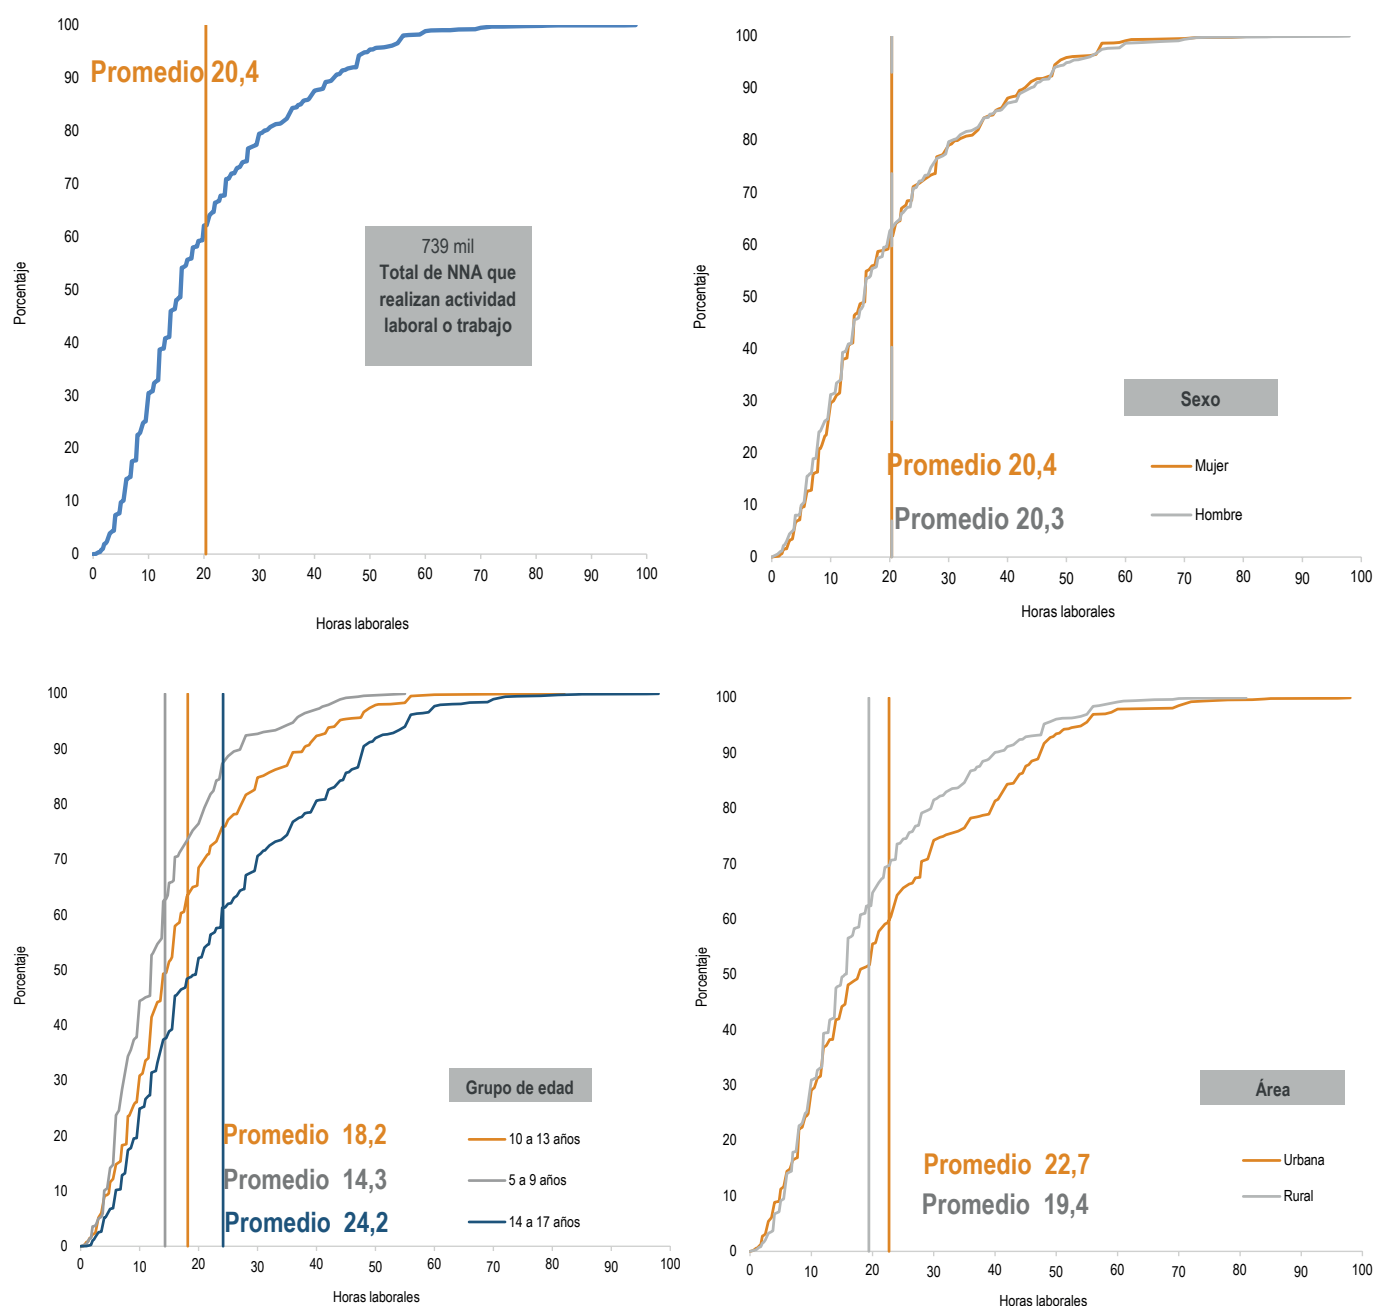 100
90
80
70
60
50
40
30
20
10
0
Porcentaje
Promedio 20,4
739 mil
Total de NNA que
realizan actividad
laboral o trabajo
0 10 20 30 40 50 60 70 80 90 100
Horas laborales
100
90
80
70
60
50
40
30
20
10
0
Porcentaje
Sexo
Promedio 20,4
Promedio 20,3
Mujer
Hombre
0 10 20 30 40 50 60 70 80 90 100
Horas laborales
100
90
80
70
60
50
40
30
20
10
0
Porcentaje
Grupo de edad
Promedio 18,2
Promedio 14,3
Promedio 24,2
10 a 13 años
5 a 9 años
14 a 17 años
0 10 20 30 40 50 60 70 80 90 100
Horas laborales
100
90
80
70
60
50
40
30
20
10
0
Porcentaje
Área
Promedio 22,7
Promedio 19,4
Urbana
Rural
0 10 20 30 40 50 60 70 80 90 100
Horas laborales